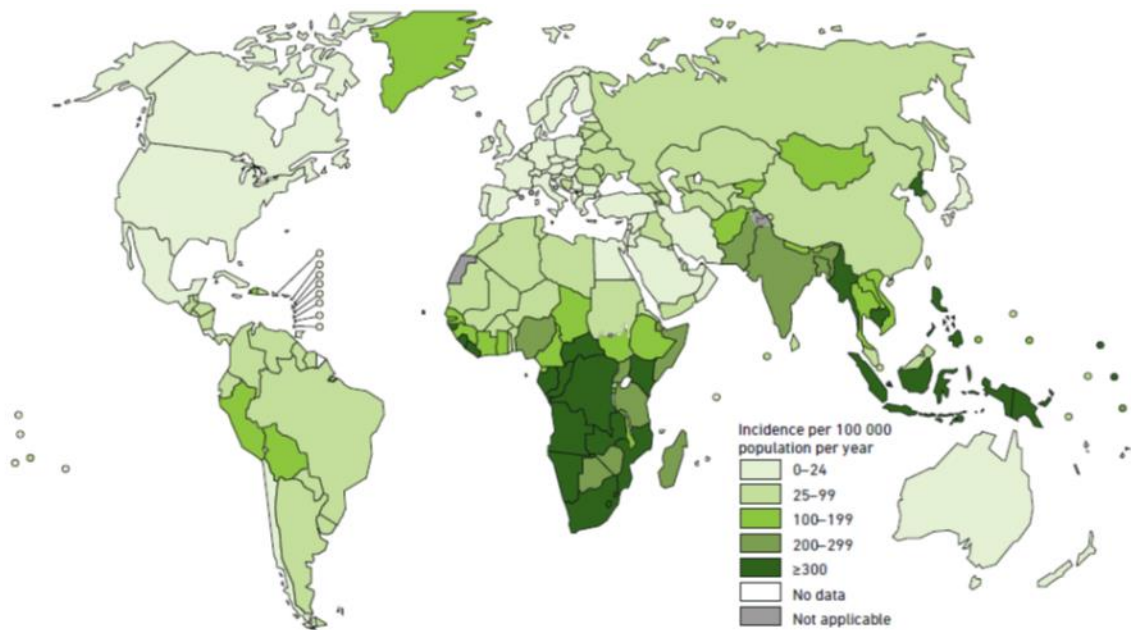 Incidence per 100 000
population per year
0–24
25–99
100–199
200–299
≥300
No data
Not applicable